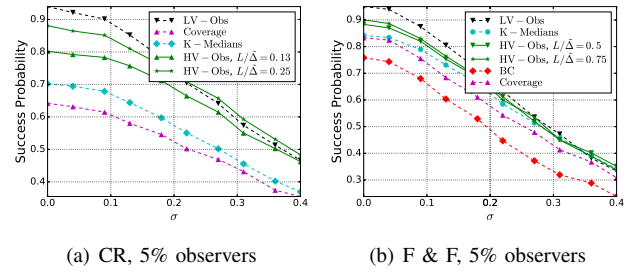 Success Probability
0.9
0.8
0.7
0.6
0.5
0.4
LV − Obs
Coverage
K − Medians
HV − Obs, L/Δ̃ = 0.13
HV − Obs, L/Δ̃ = 0.25
0.0 0.1 0.2 0.3 0.4
σ
(a) CR, 5% observers
Success Probability
0.9
0.8
0.7
0.6
0.5
0.4
0.3
LV − Obs
K − Medians
HV − Obs, L/Δ̃ = 0.5
HV − Obs, L/Δ̃ = 0.75
BC
Coverage
0.0 0.1 0.2 0.3 0.4
σ
(b) F & F, 5% observers